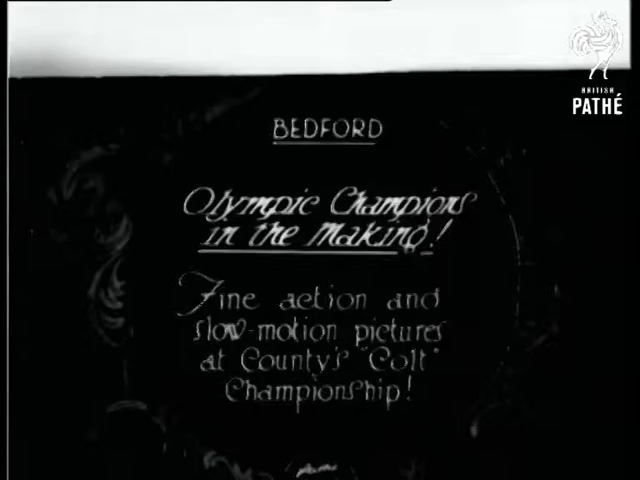 BRITISH
PATHÉ
BEDFORD
Olympic Champions
in the Making!
Fine action and
slow-motion pictures
at County's "Colt"
Championship!